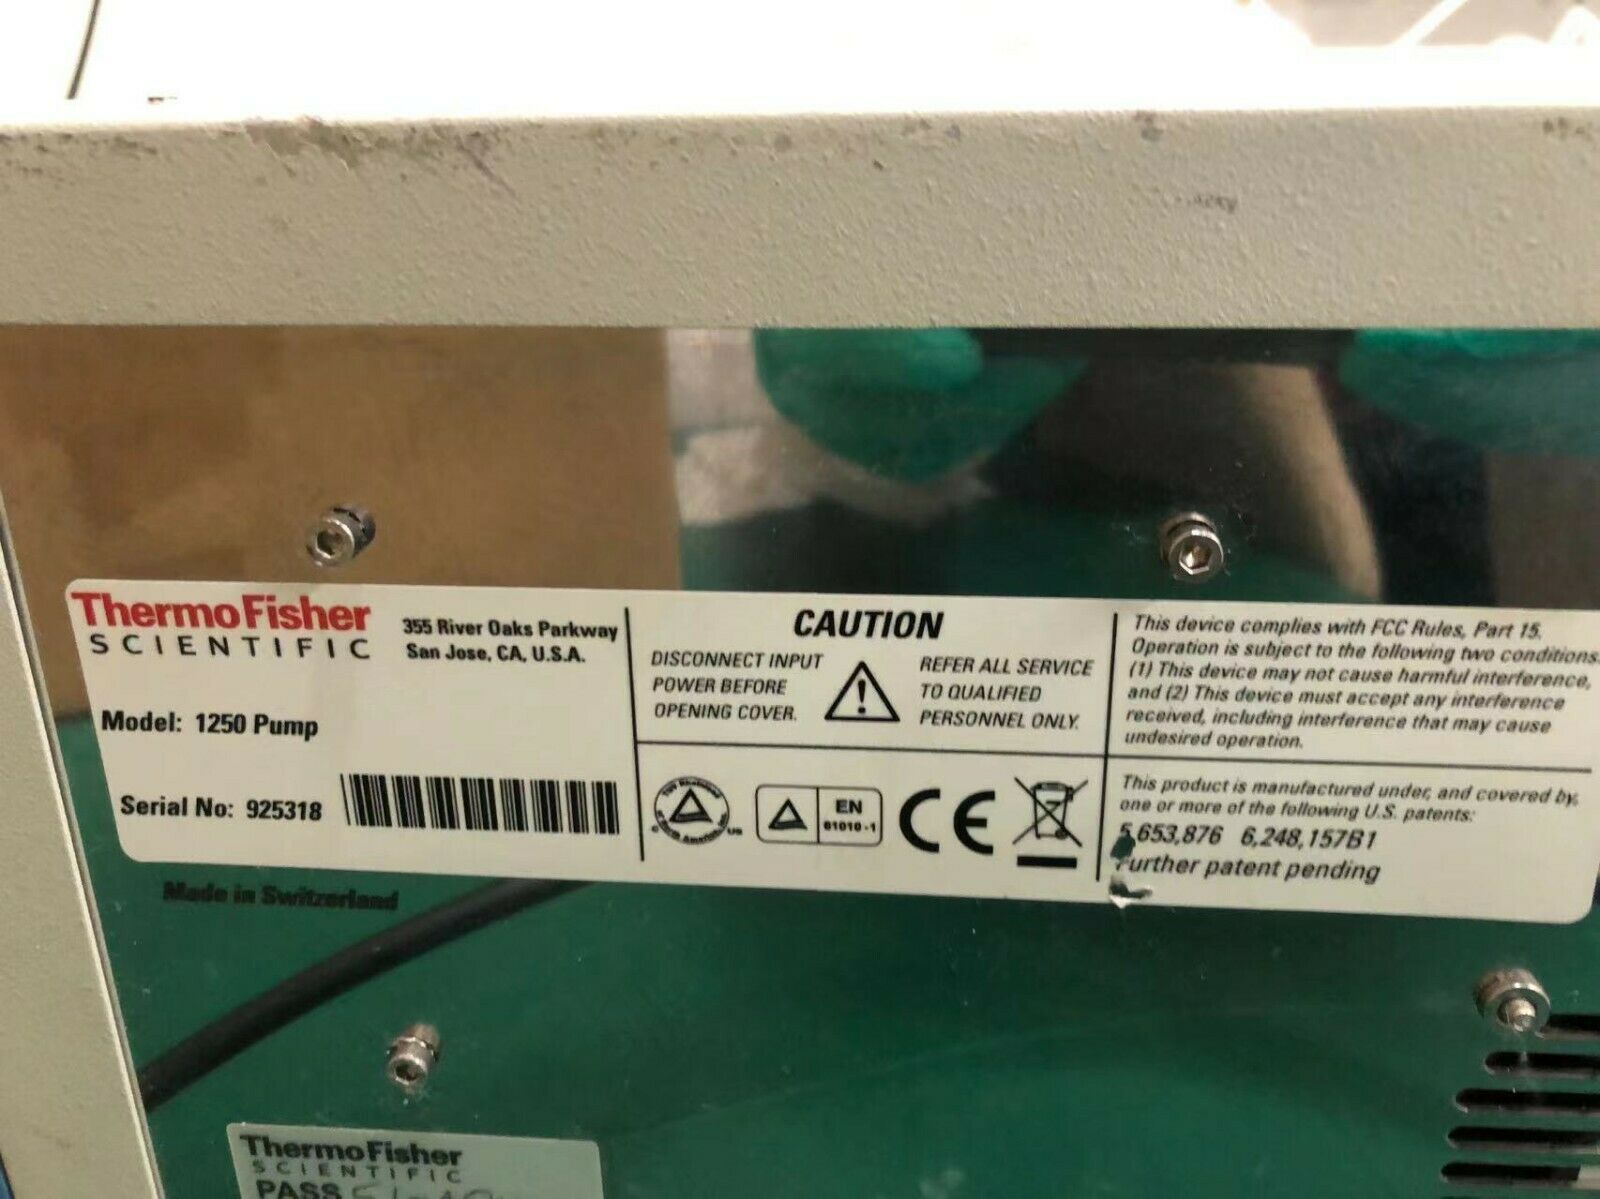 ThermoFisher
SCIENTIFIC
355 River Oaks Parkway
San Jose, CA, U.S.A.
Model: 1250 Pump
Serial No: 925318
CAUTION
DISCONNECT INPUT
POWER BEFORE
OPENING COVER.
REFER ALL SERVICE
TO QUALIFIED
PERSONNEL ONLY.
US
EN
61010-1
CE
This device complies with FCC Rules, Part 15.
Operation is subject to the following two conditions:
(1) This device may not cause harmful interference,
and (2) This device must accept any interference
received, including interference that may cause
undesired operation.
This product is manufactured under, and covered by,
one or more of the following U.S. patents:
5,653,876 6,248,157B1
Further patent pending
Made in Switzerland
ThermoFisher
SCIENTIFIC
PASS